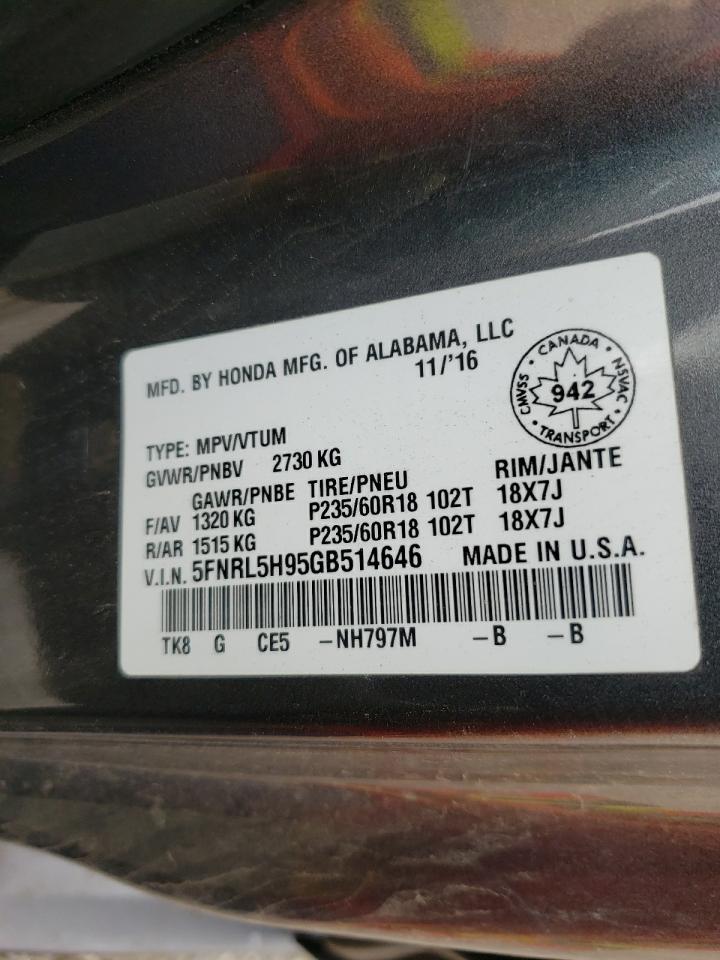 MFD. BY HONDA MFG. OF ALABAMA, LLC
11/'16
CANADA
CMVSS 942 NSVAC
TRANSPORT
TYPE: MPV/VTUM
GVWR/PNBV 2730 KG
GAWR/PNBE TIRE/PNEU RIM/JANTE
F/AV 1320 KG P235/60R18 102T 18X7J
R/AR 1515 KG P235/60R18 102T 18X7J
V.I.N. 5FNRL5H95GB514646 MADE IN U.S.A.
TK8 G CE5 –NH797M –B –B